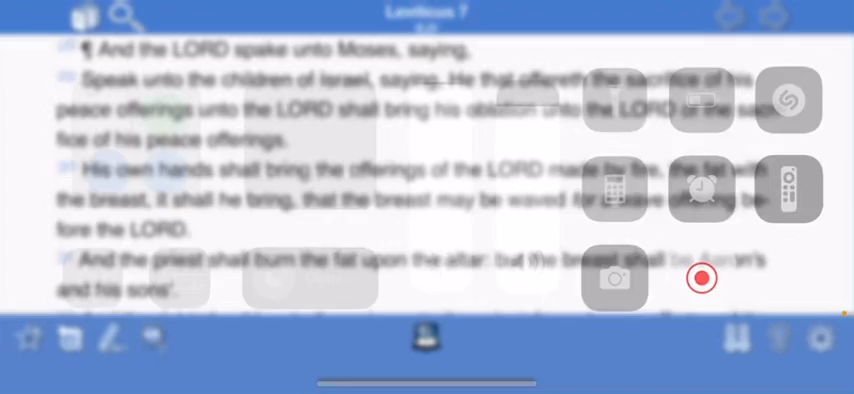 Leviticus 7
¶ And the LORD spake unto Moses, saying,
Speak unto the children of Israel, saying, He that offereth the sacrifice of his
peace offerings unto the LORD shall bring his oblation unto the LORD of the sacri-
fice of his peace offerings.
His own hands shall bring the offerings of the LORD made by fire, the fat with
the breast, it shall he bring, that the breast may be waved for a wave offering be-
fore the LORD.
And the priest shall burn the fat upon the altar: but the breast shall be Aaron's
and his sons'.